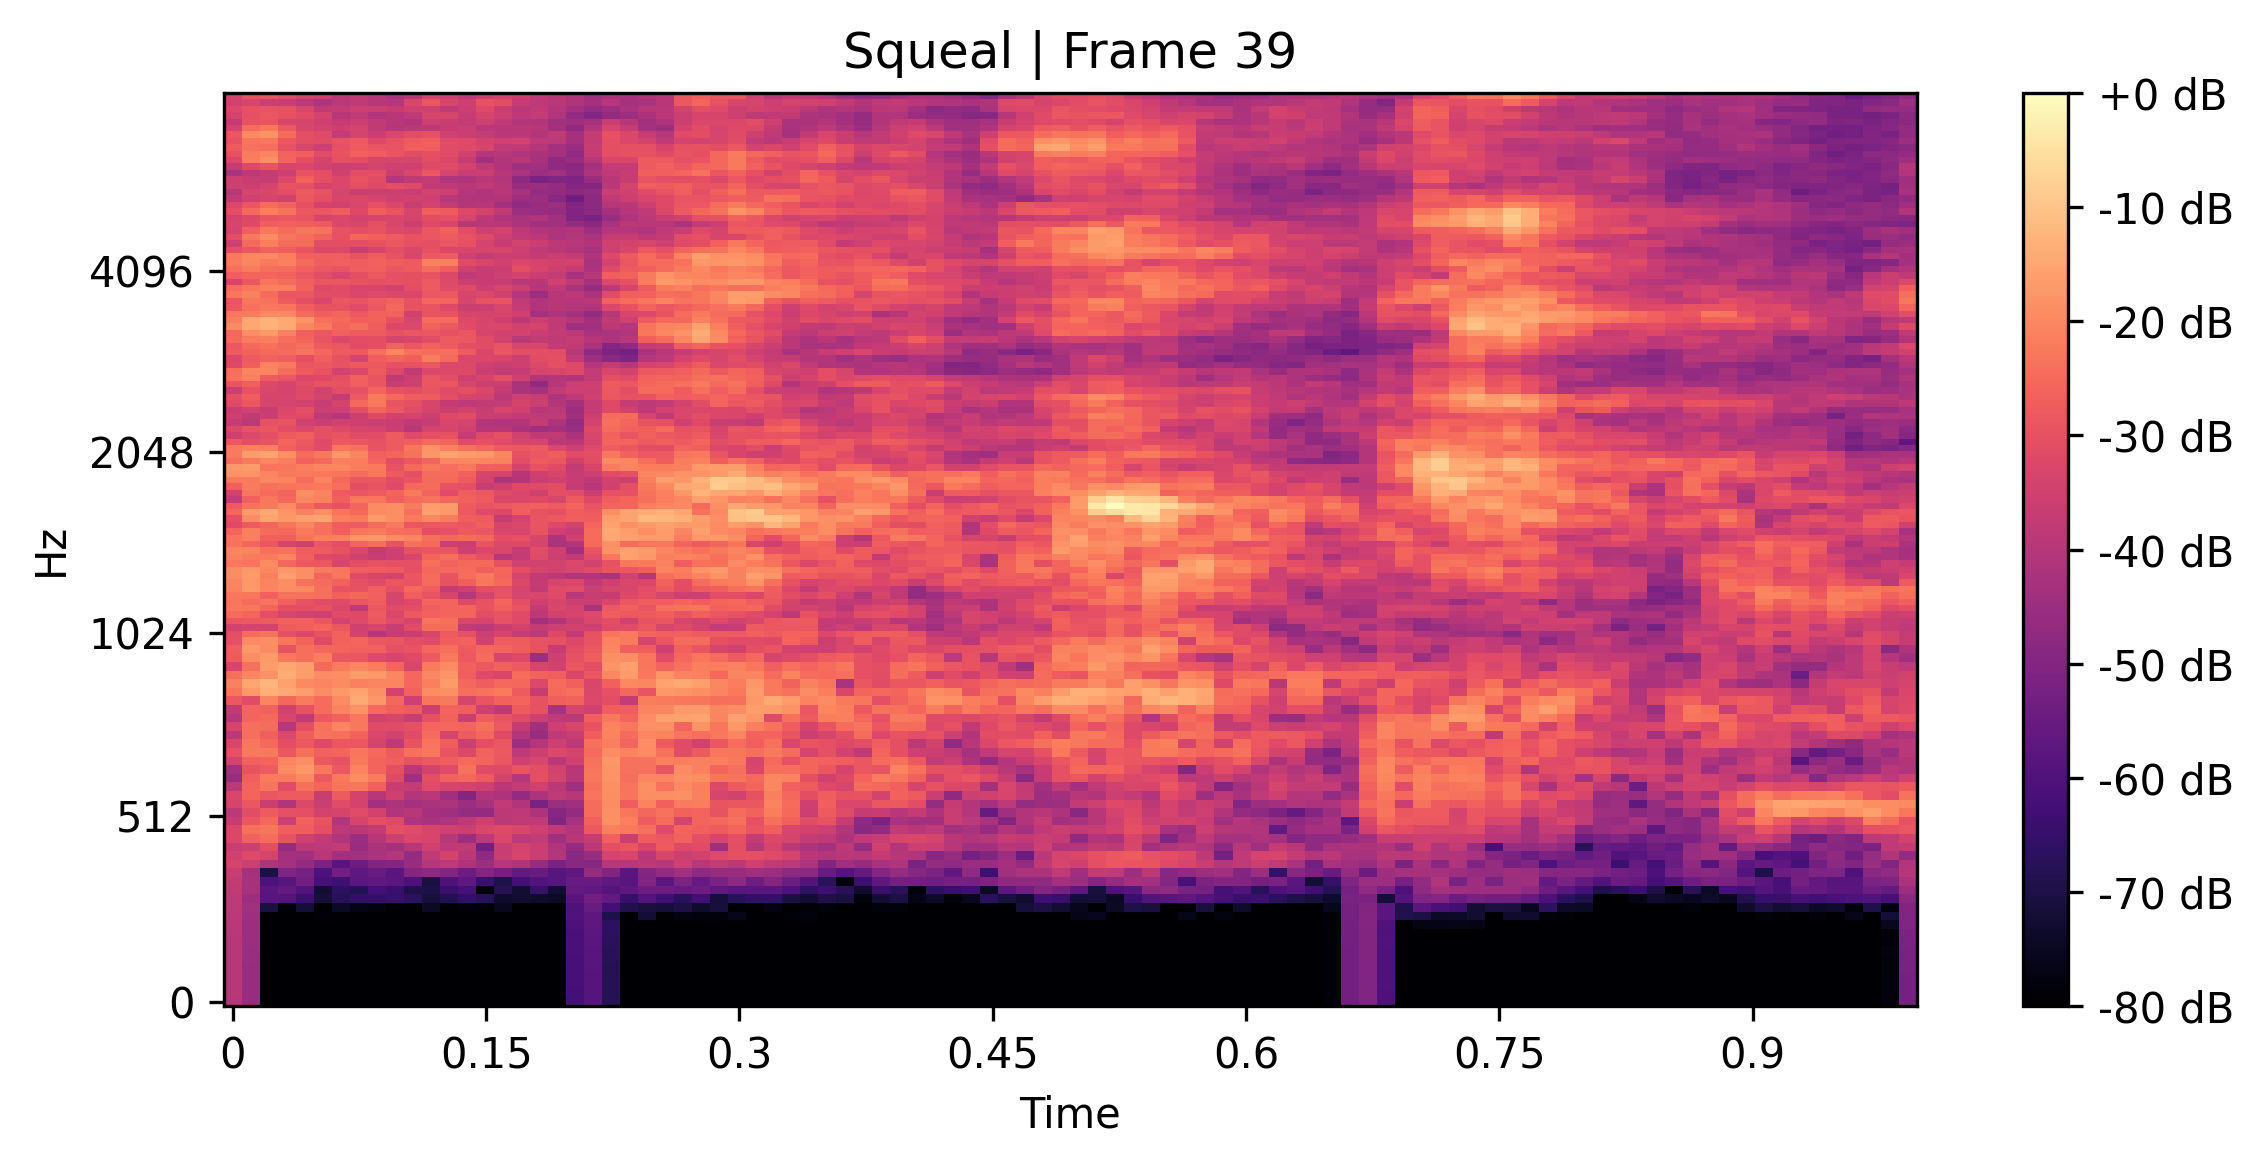 Squeal | Frame 39
+0 dB
-10 dB
-20 dB
-30 dB
-40 dB
-50 dB
-60 dB
-70 dB
-80 dB
Hz
4096
2048
1024
512
0
0 0.15 0.3 0.45 0.6 0.75 0.9
Time